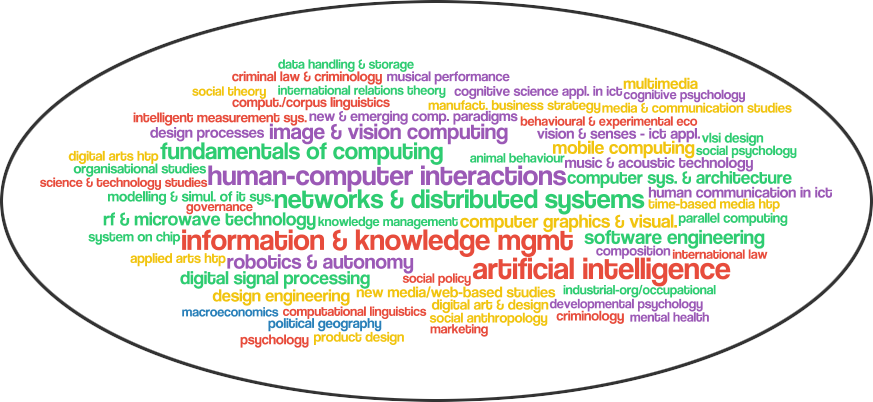 data handling & storage
criminal law & criminology
musical performance
social theory
international relations theory
cognitive science appl. in ict
multimedia
cognitive psychology
comput./corpus linguistics
manufact. business strategy
media & communication studies
intelligent measurement sys.
new & emerging comp. paradigms
behavioural & experimental eco
design processes
image & vision computing
vision & senses - ict appl.
vlsi design
digital arts htp
fundamentals of computing
animal behaviour
mobile computing
social psychology
organisational studies
music & acoustic technology
science & technology studies
human-computer interactions
computer sys. & architecture
modelling & simul. of it sys.
networks & distributed systems
human communication in ict
governance
time-based media htp
rf & microwave technology
knowledge management
computer graphics & visual.
parallel computing
system on chip
information & knowledge mgmt
software engineering
applied arts htp
robotics & autonomy
composition
international law
digital signal processing
social policy
artificial intelligence
design engineering
new media/web-based studies
industrial-org/occupational
macroeconomics
computational linguistics
digital art & design
developmental psychology
political geography
social anthropology
criminology
mental health
psychology
product design
marketing